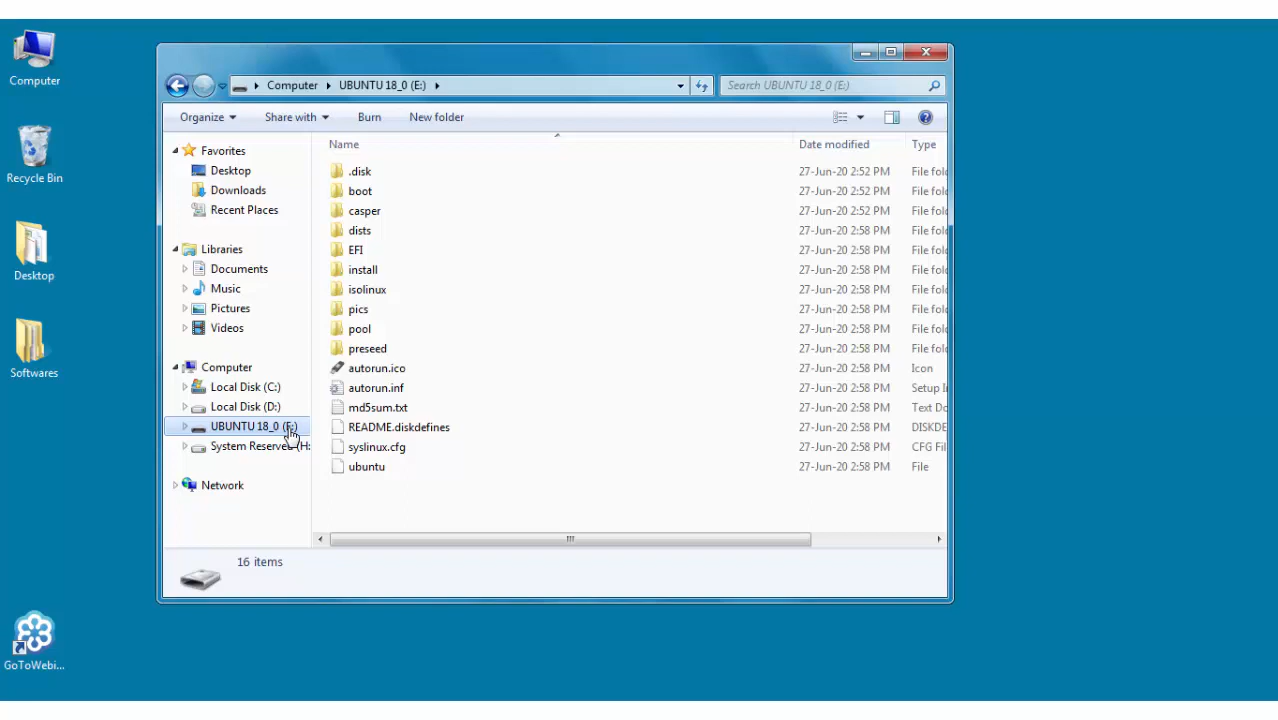 Computer
Recycle Bin
Desktop
Softwares
GoToWebi...
Computer UBUNTU 18_0 (E:)
Search UBUNTU 18_0 (E:)
Organize Share with Burn New folder
Favorites
Desktop
Downloads
Recent Places
Libraries
Documents
Music
Pictures
Videos
Computer
Local Disk (C:)
Local Disk (D:)
UBUNTU 18_0 (E:)
System Reserved (H:
Network
Name Date modified Type
.disk 27-Jun-20 2:52 PM File fol
boot 27-Jun-20 2:52 PM File fol
casper 27-Jun-20 2:52 PM File fol
dists 27-Jun-20 2:58 PM File fol
EFI 27-Jun-20 2:58 PM File fol
install 27-Jun-20 2:58 PM File fol
isolinux 27-Jun-20 2:58 PM File fol
pics 27-Jun-20 2:58 PM File fol
pool 27-Jun-20 2:58 PM File fol
preseed 27-Jun-20 2:58 PM File fol
autorun.ico 27-Jun-20 2:58 PM Icon
autorun.inf 27-Jun-20 2:58 PM Setup I
md5sum.txt 27-Jun-20 2:58 PM Text Do
README.diskdefines 27-Jun-20 2:58 PM DISKDE
syslinux.cfg 27-Jun-20 2:58 PM CFG Fil
ubuntu 27-Jun-20 2:58 PM File
16 items